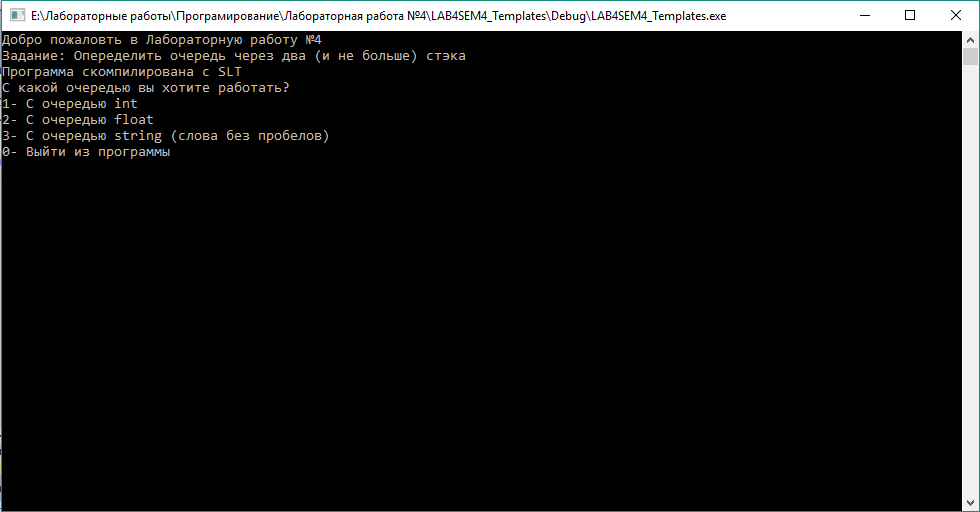 E:\Лабораторные работы\Програмирование\Лабораторная работа №4\LAB4SEM4_Templates\Debug\LAB4SEM4_Templates.exe
Добро пожаловть в Лабораторную работу №4
Задание: Опеределить очередь через два (и не больше) стэка
Программа скомпилирована с SLT
С какой очередью вы хотите работать?
1- С очередью int
2- С очередью float
3- С очередью string (слова без пробелов)
0- Выйти из программы